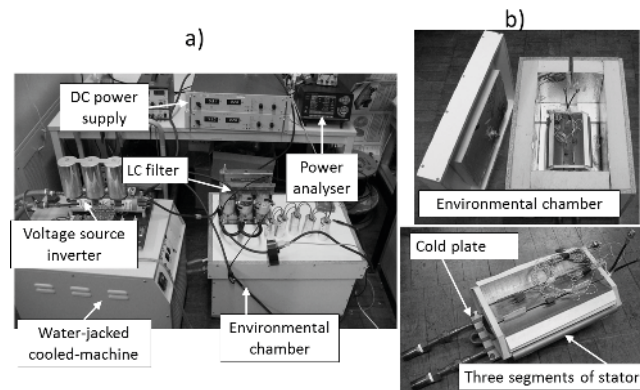 a)
DC power
supply
LC filter
Power
analyser
Voltage source
inverter
Water-jacked
cooled-machine
Environmental
chamber
b)
Environmental chamber
Cold plate
Three segments of stator